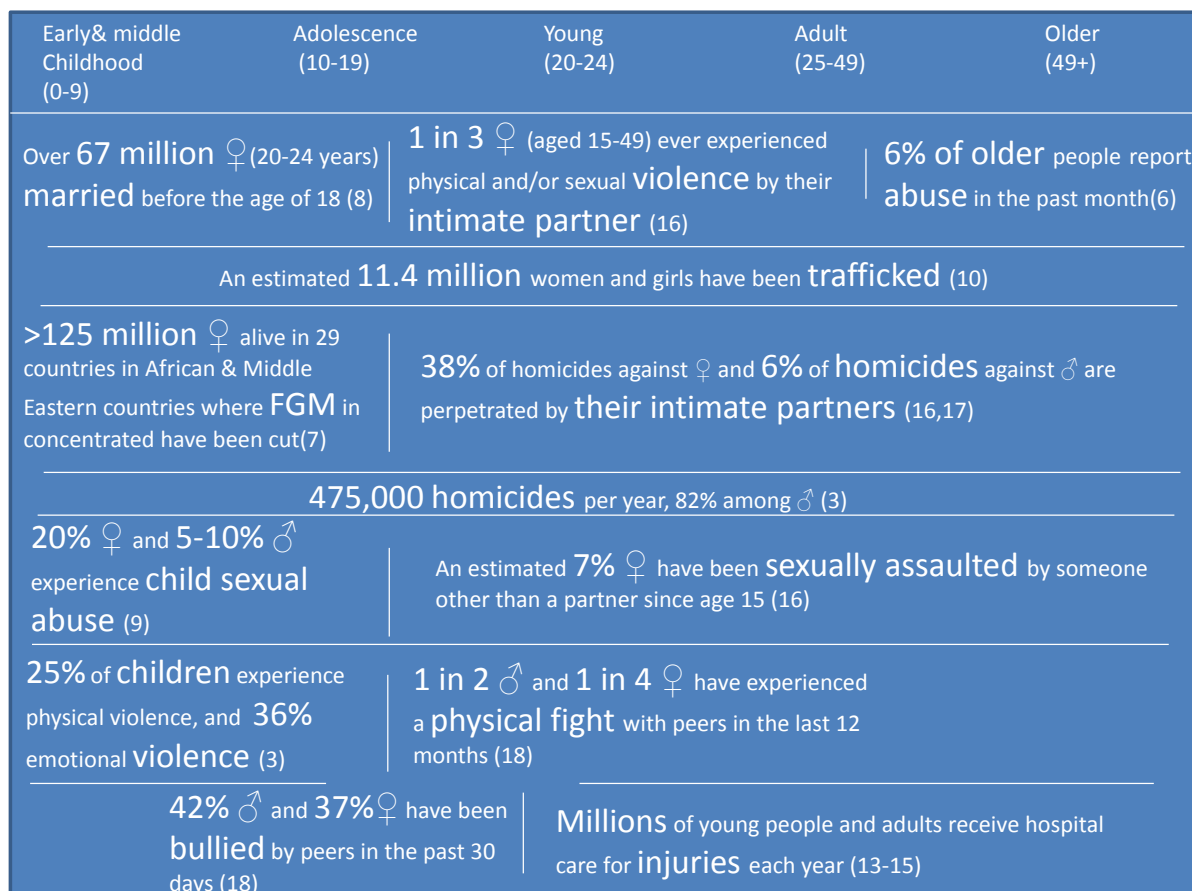 Early& middle
Childhood
(0-9)
Adolescence
(10-19)
Young
(20-24)
Adult
(25-49)
Older
(49+)
Over 67 million ♀(20-24 years)
married before the age of 18 (8)
1 in 3 ♀ (aged 15-49) ever experienced
physical and/or sexual violence by their
intimate partner (16)
6% of older people report
abuse in the past month(6)
An estimated 11.4 million women and girls have been trafficked (10)
>125 million ♀ alive in 29
countries in African & Middle
Eastern countries where FGM in
concentrated have been cut(7)
38% of homicides against ♀ and 6% of homicides against ♂ are
perpetrated by their intimate partners (16,17)
475,000 homicides per year, 82% among ♂ (3)
20% ♀ and 5-10% ♂
experience child sexual
abuse (9)
An estimated 7% ♀ have been sexually assaulted by someone
other than a partner since age 15 (16)
25% of children experience
physical violence, and 36%
emotional violence (3)
1 in 2 ♂ and 1 in 4 ♀ have experienced
a physical fight with peers in the last 12
months (18)
42% ♂ and 37%♀ have been
bullied by peers in the past 30
days (18)
Millions of young people and adults receive hospital
care for injuries each year (13-15)